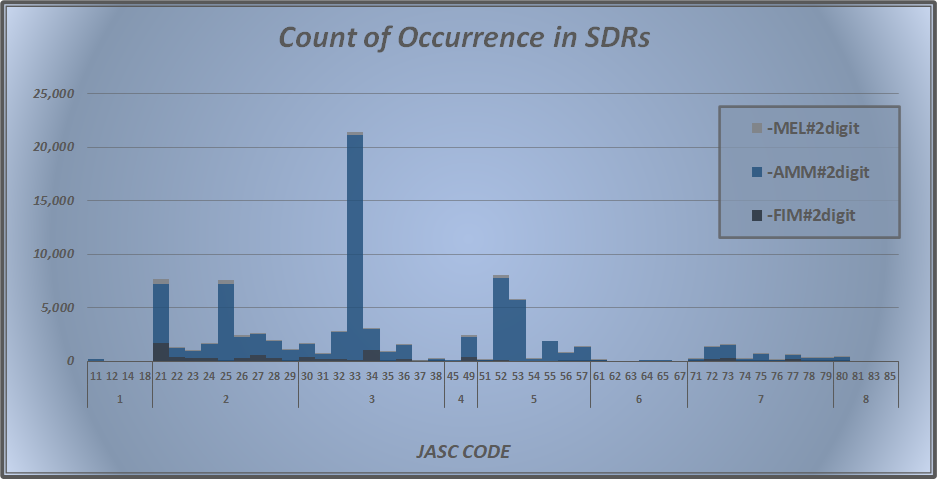 Count of Occurrence in SDRs
25,000
20,000
15,000
10,000
5,000
0
-MEL#2digit
-AMM#2digit
-FIM#2digit
11 12 14 18 21 22 23 24 25 26 27 28 29 30 31 32 33 34 35 36 37 38 45 49 51 52 53 54 55 56 57 61 62 63 64 65 67 71 72 73 74 75 76 77 78 79 80 81 83 85
1 2 3 4 5 6 7 8
JASC CODE